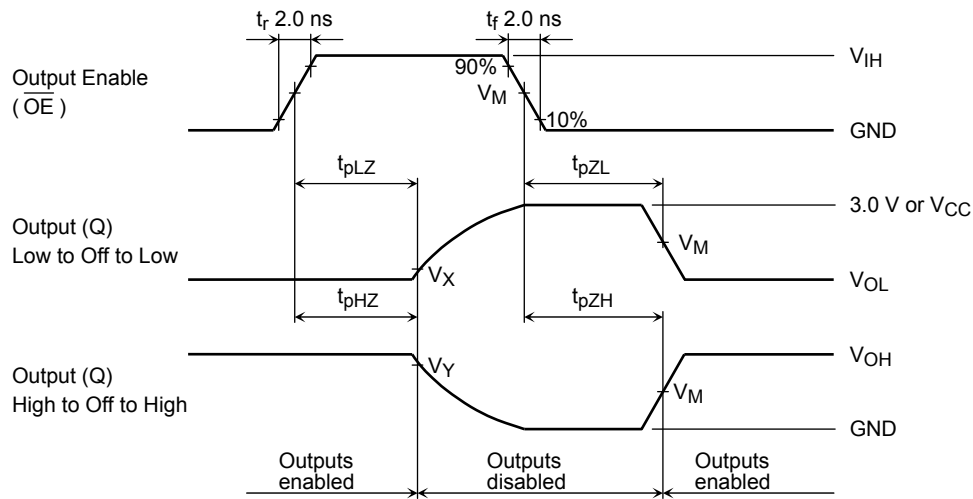 tr 2.0 ns
tf 2.0 ns
Output Enable
( OE )
90%
VM
10%
VIH
GND
tpLZ
tpZL
Output (Q)
Low to Off to Low
3.0 V or VCC
VX
VM
VOL
tpHZ
tpZH
Output (Q)
High to Off to High
VY
VM
VOH
GND
Outputs
enabled
Outputs
disabled
Outputs
enabled